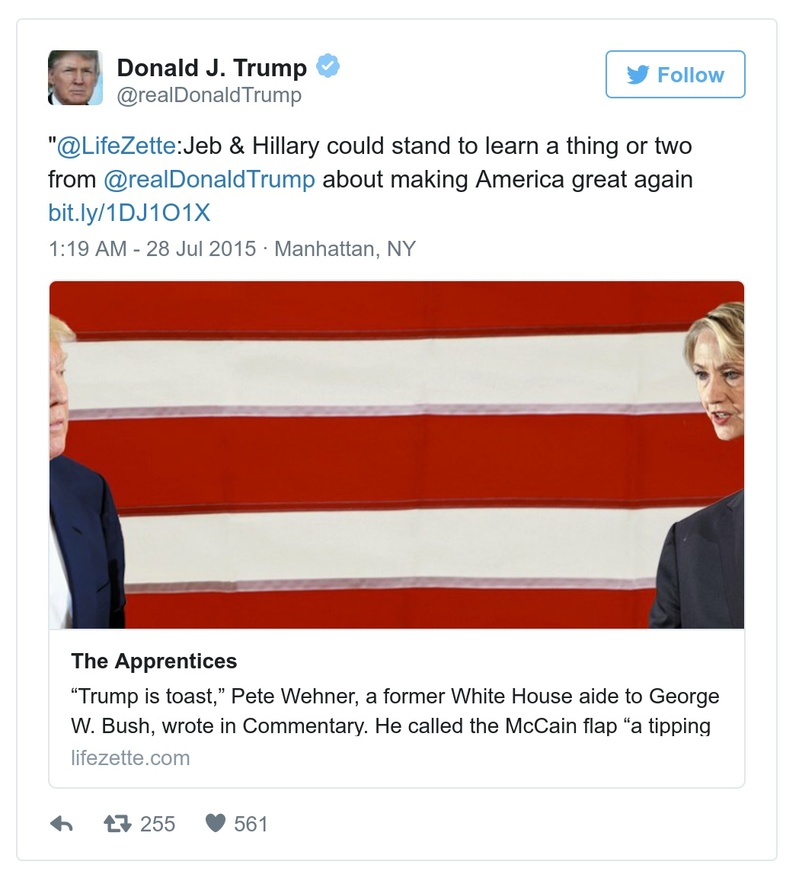 Donald J. Trump
@realDonaldTrump
Follow
"@LifeZette:Jeb & Hillary could stand to learn a thing or two
from @realDonaldTrump about making America great again
bit.ly/1DJ1O1X
1:19 AM - 28 Jul 2015 · Manhattan, NY
The Apprentices
“Trump is toast,” Pete Wehner, a former White House aide to George
W. Bush, wrote in Commentary. He called the McCain flap “a tipping
lifezette.com
255
561